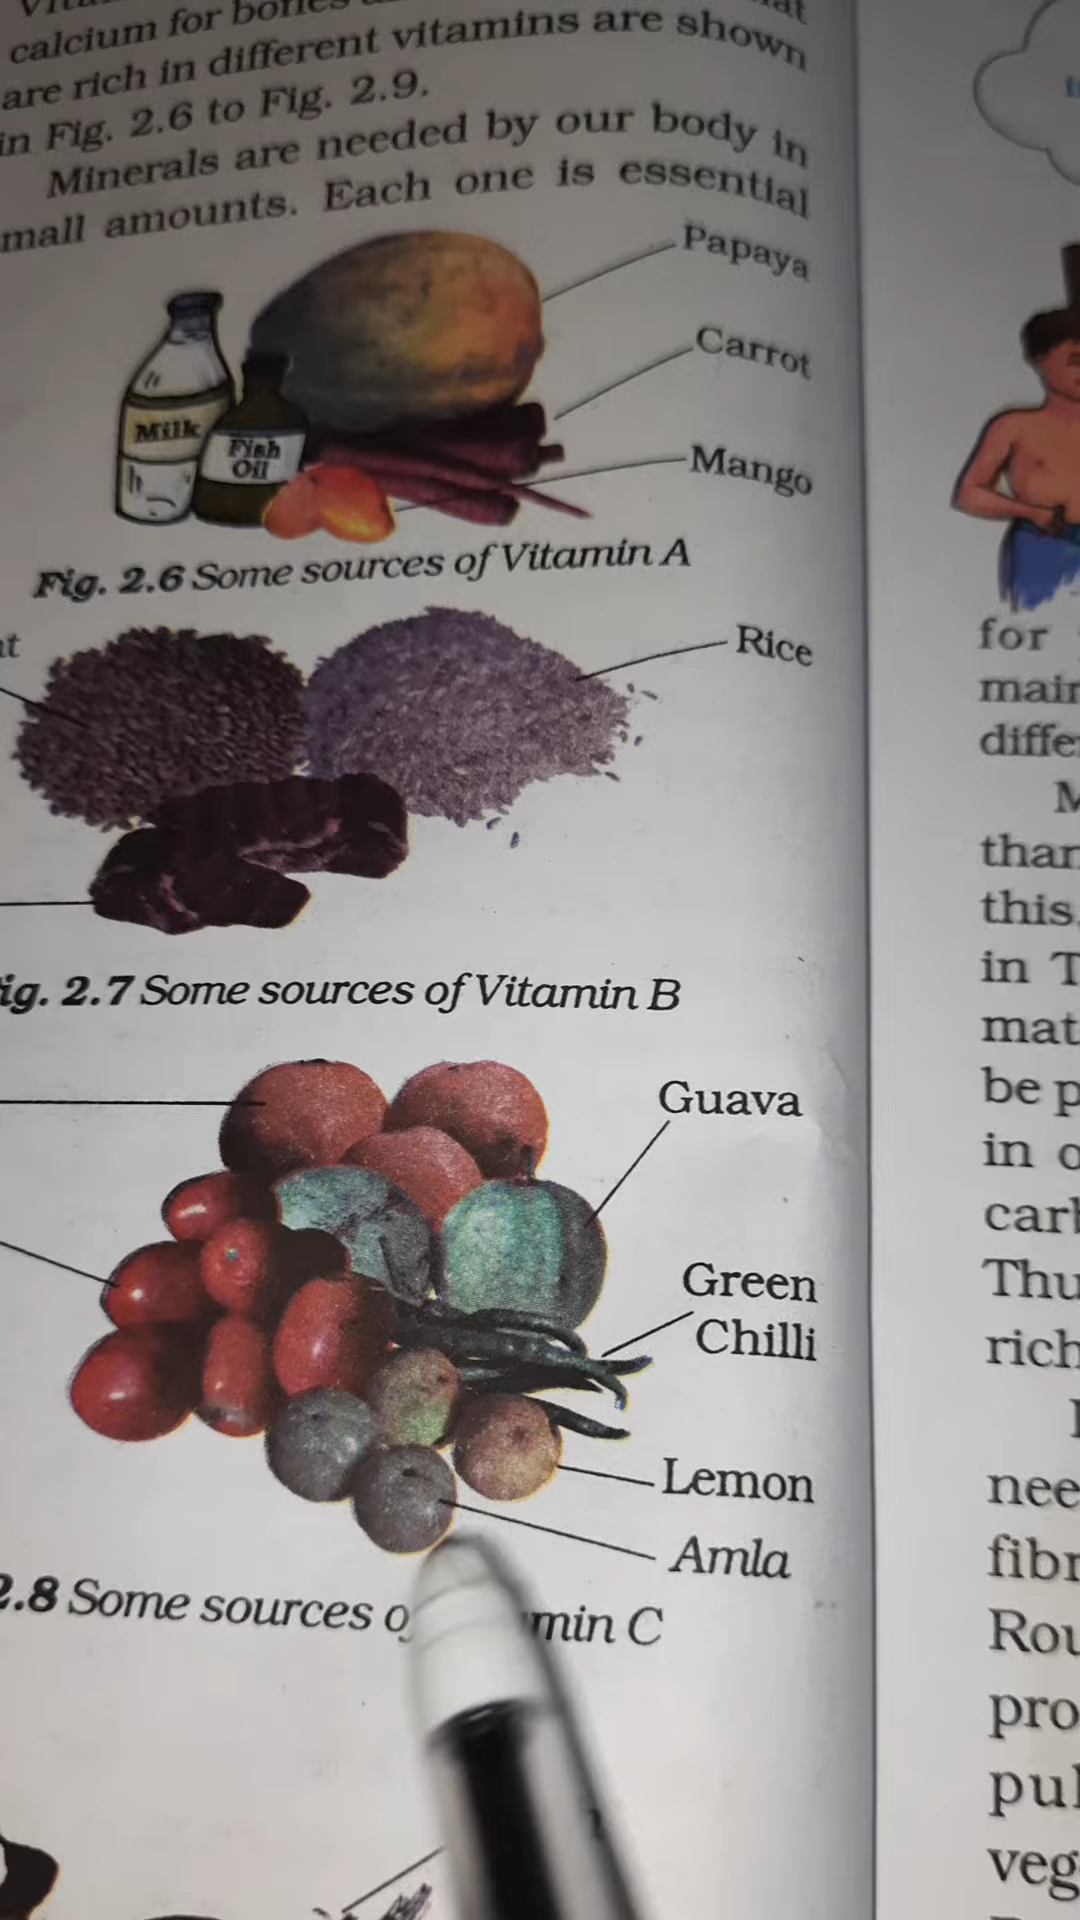 calcium for bones
are rich in different vitamins are shown
in Fig. 2.6 to Fig. 2.9.
Minerals are needed by our body in
mall amounts. Each one is essential
Papaya
Carrot
Milk
Fish
Oil
Mango
Fig. 2.6 Some sources of Vitamin A
Rice
ig. 2.7 Some sources of Vitamin B
Guava
Green
Chilli
Lemon
Amla
2.8 Some sources o min C
for
main
diffe
M
than
this,
in T
mat
be p
in o
carb
Thu
rich
nee
fibr
Rou
pro
pul
veg